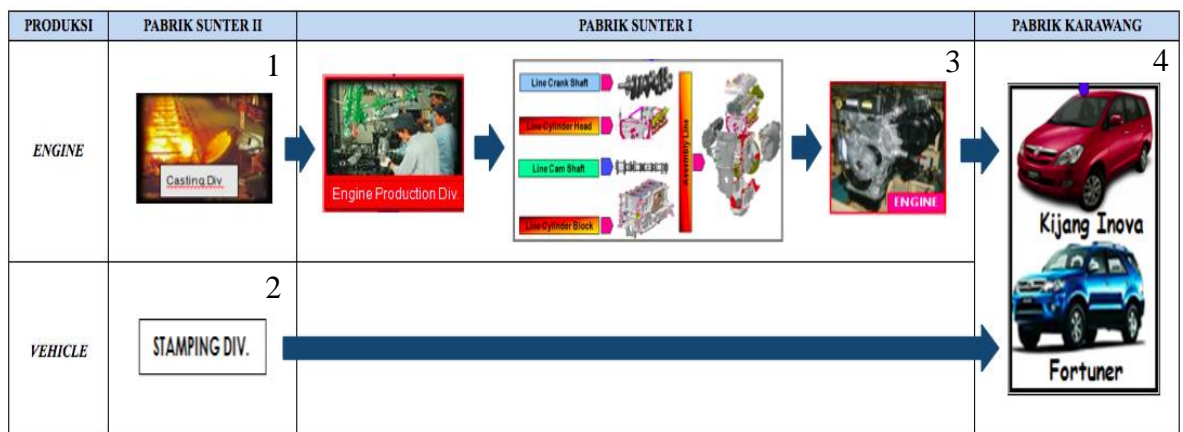 PRODUKSI
PABRIK SUNTER II
PABRIK SUNTER I
PABRIK KARAWANG
ENGINE
1
Casting Div
Engine Production Div.
Line Crank Shaft
Line Cylinder Head
Line Cam Shaft
Line Cylinder Block
Assembly Line
3
ENGINE
4
Kijang Inova
Fortuner
VEHICLE
2
STAMPING DIV.